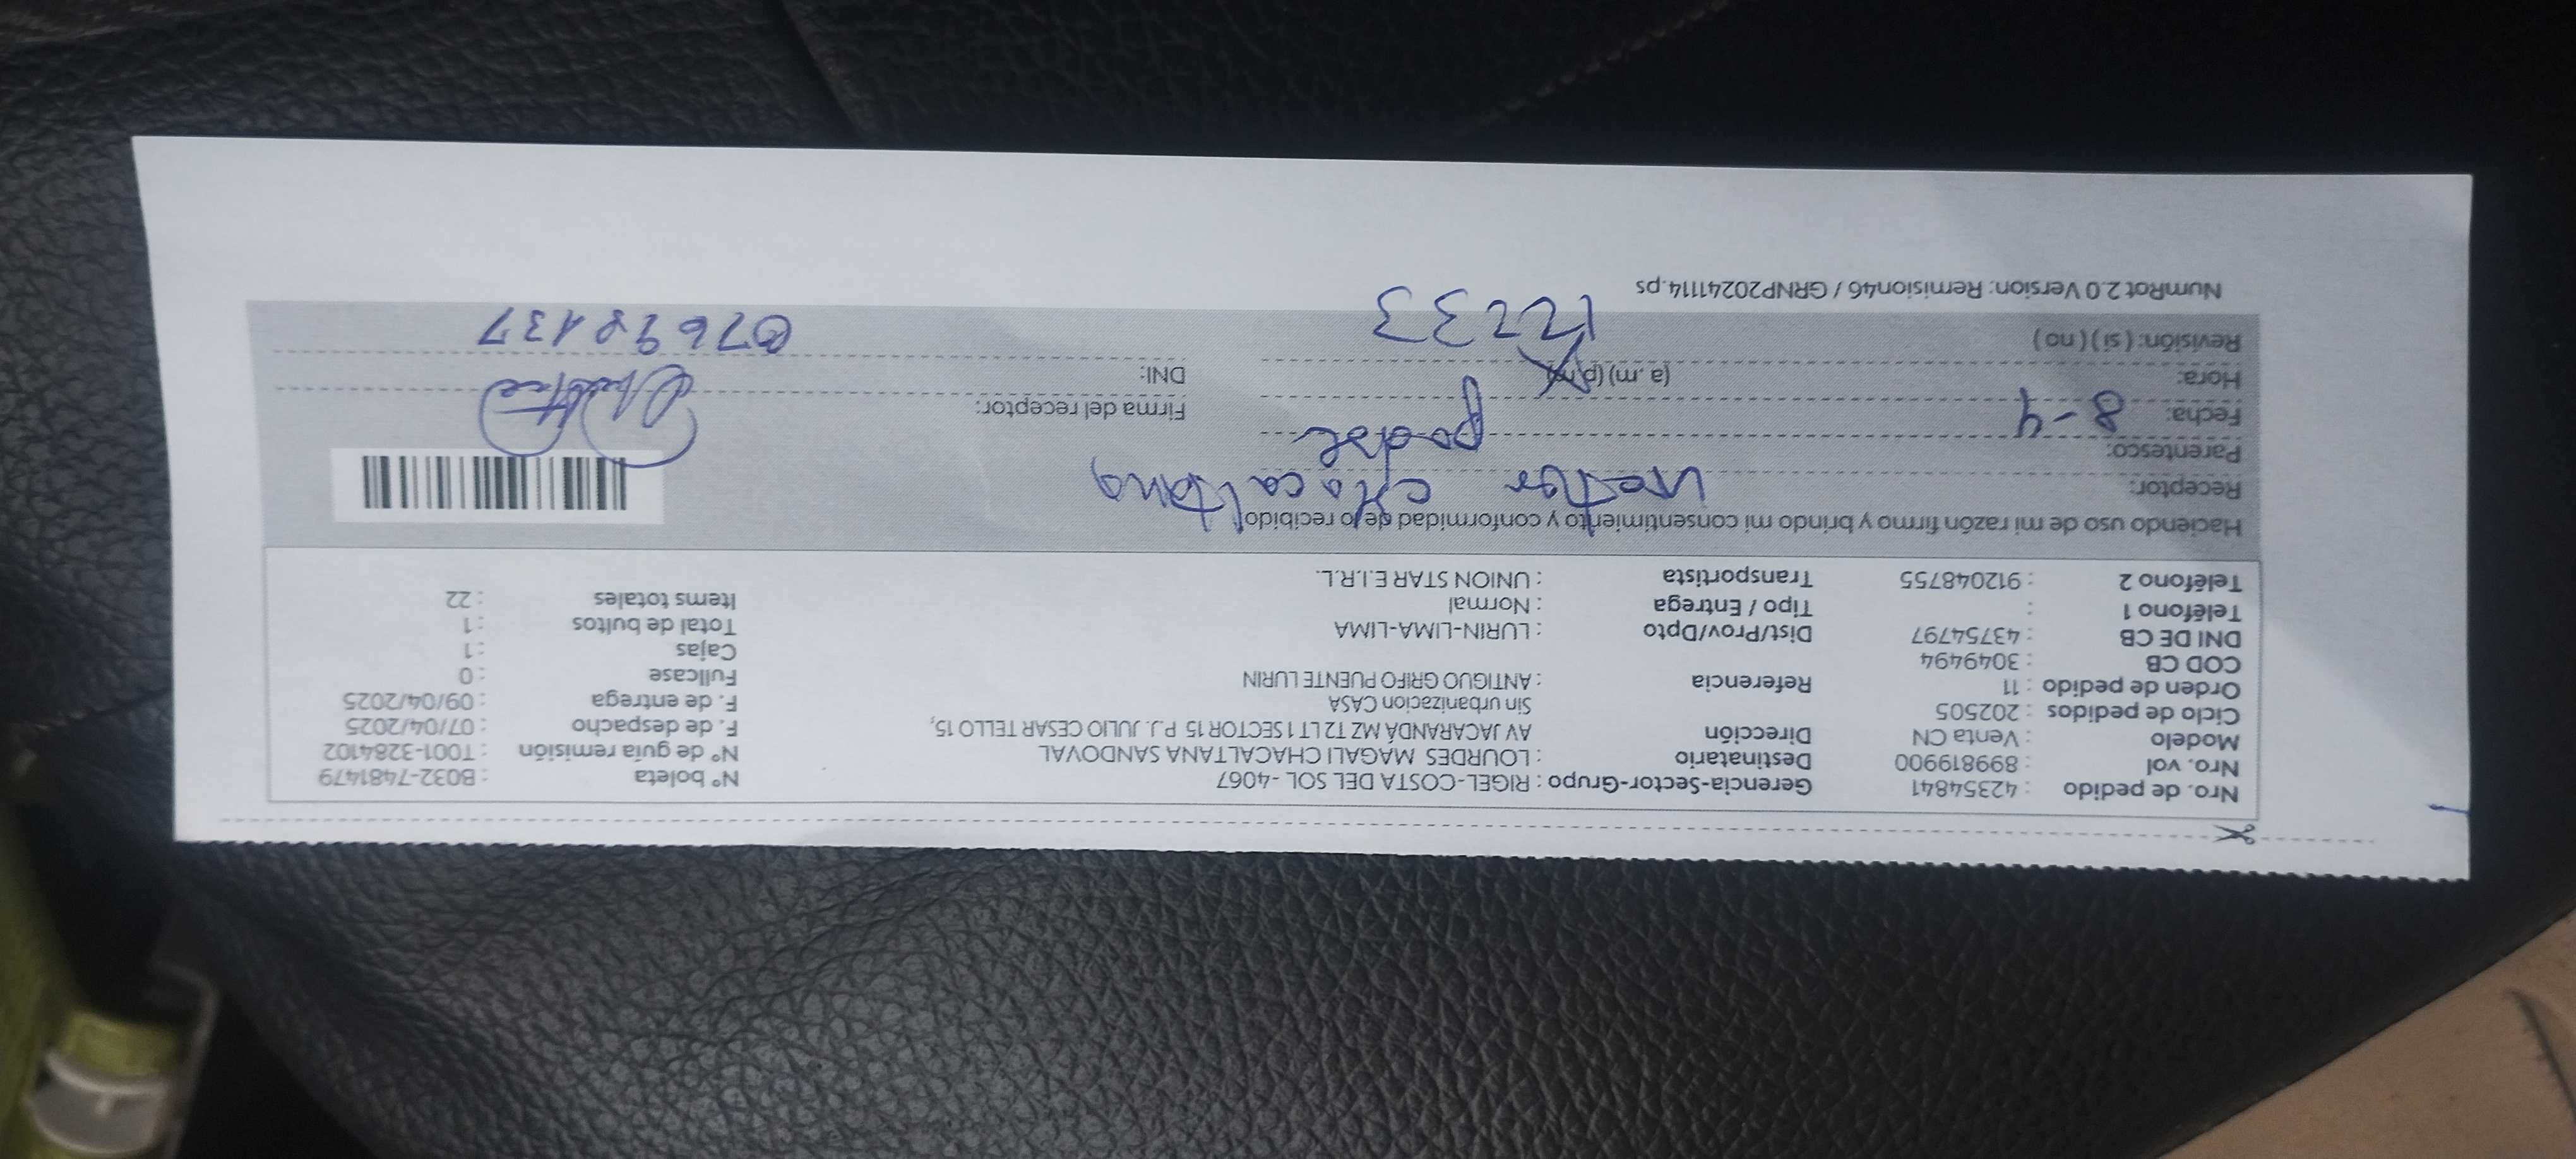 Nro. de pedido : 42354841 Gerencia-Sector-Grupo : RIGEL-COSTA DEL SOL -4067 N° boleta : B032-7481479
Nro. vol : 899819900 Destinatario : LOURDES MAGALI CHACALTANA SANDOVAL N° de guía remisión : T001-3284102
Modelo : Venta CN Dirección AV JACARANDÁ MZ T2 LT 1 SECTOR 15 P.J. JULIO CESAR TELLO 15, F. de despacho : 07/04/2025
Ciclo de pedidos : 202505 Sin urbanizacion CASA F. de entrega : 09/04/2025
Orden de pedido : 11 Referencia : ANTIGUO GRIFO PUENTE LURIN Fullcase : 0
COD CB : 3049494 Cajas : 1
DNI DE CB : 43754797 Dist/Prov/Dpto : LURIN-LIMA-LIMA Total de bultos : 1
Teléfono 1 : Tipo / Entrega : Normal Items totales : 22
Teléfono 2 : 912048755 Transportista : UNION STAR E.I.R.L.
Haciendo uso de mi razón firmo y brindo mi consentimiento y conformidad de lo recibido
Receptor: chacaltana
Parentesco: padre
Fecha: 8-4 Firma del receptor:
Hora: (a .m) (p.m) DNI:
Revisión: ( si ) ( no ) 12233
NumRot 2.0 Version: Remision46 / GRNP20241114.ps